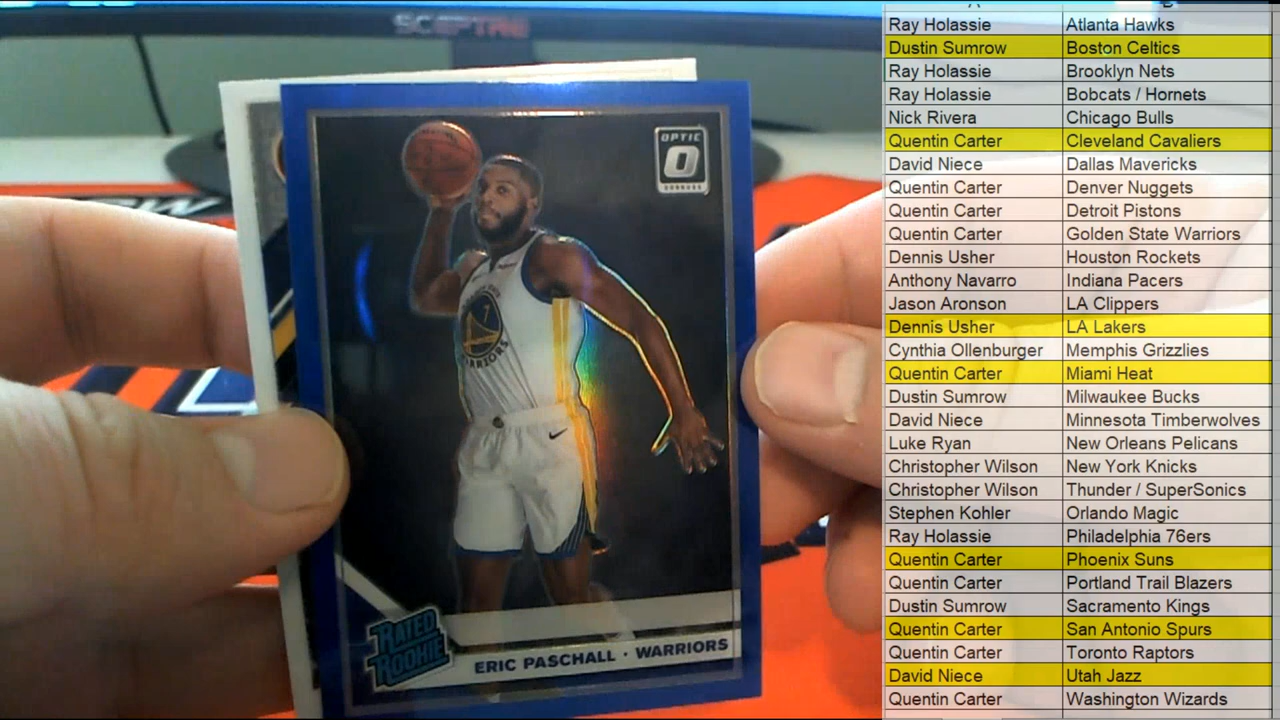 SCEPTRE
OPTIC
O
DONRUSS
WARRIORS
RATED
ROOKIE
ERIC PASCHALL · WARRIORS
Ray Holassie Atlanta Hawks
Dustin Sumrow Boston Celtics
Ray Holassie Brooklyn Nets
Ray Holassie Bobcats / Hornets
Nick Rivera Chicago Bulls
Quentin Carter Cleveland Cavaliers
David Niece Dallas Mavericks
Quentin Carter Denver Nuggets
Quentin Carter Detroit Pistons
Quentin Carter Golden State Warriors
Dennis Usher Houston Rockets
Anthony Navarro Indiana Pacers
Jason Aronson LA Clippers
Dennis Usher LA Lakers
Cynthia Ollenburger Memphis Grizzlies
Quentin Carter Miami Heat
Dustin Sumrow Milwaukee Bucks
David Niece Minnesota Timberwolves
Luke Ryan New Orleans Pelicans
Christopher Wilson New York Knicks
Christopher Wilson Thunder / SuperSonics
Stephen Kohler Orlando Magic
Ray Holassie Philadelphia 76ers
Quentin Carter Phoenix Suns
Quentin Carter Portland Trail Blazers
Dustin Sumrow Sacramento Kings
Quentin Carter San Antonio Spurs
Quentin Carter Toronto Raptors
David Niece Utah Jazz
Quentin Carter Washington Wizards